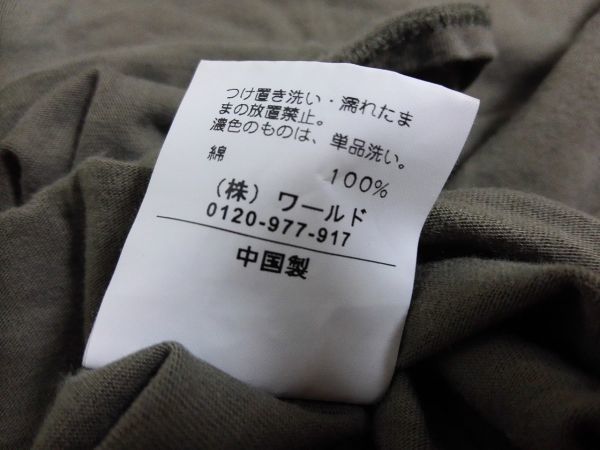 つけ置き洗い・濡れたま
まの放置禁止。
濃色のものは、単品洗い。
綿 100%
(株) ワールド
0120-977-917
中国製